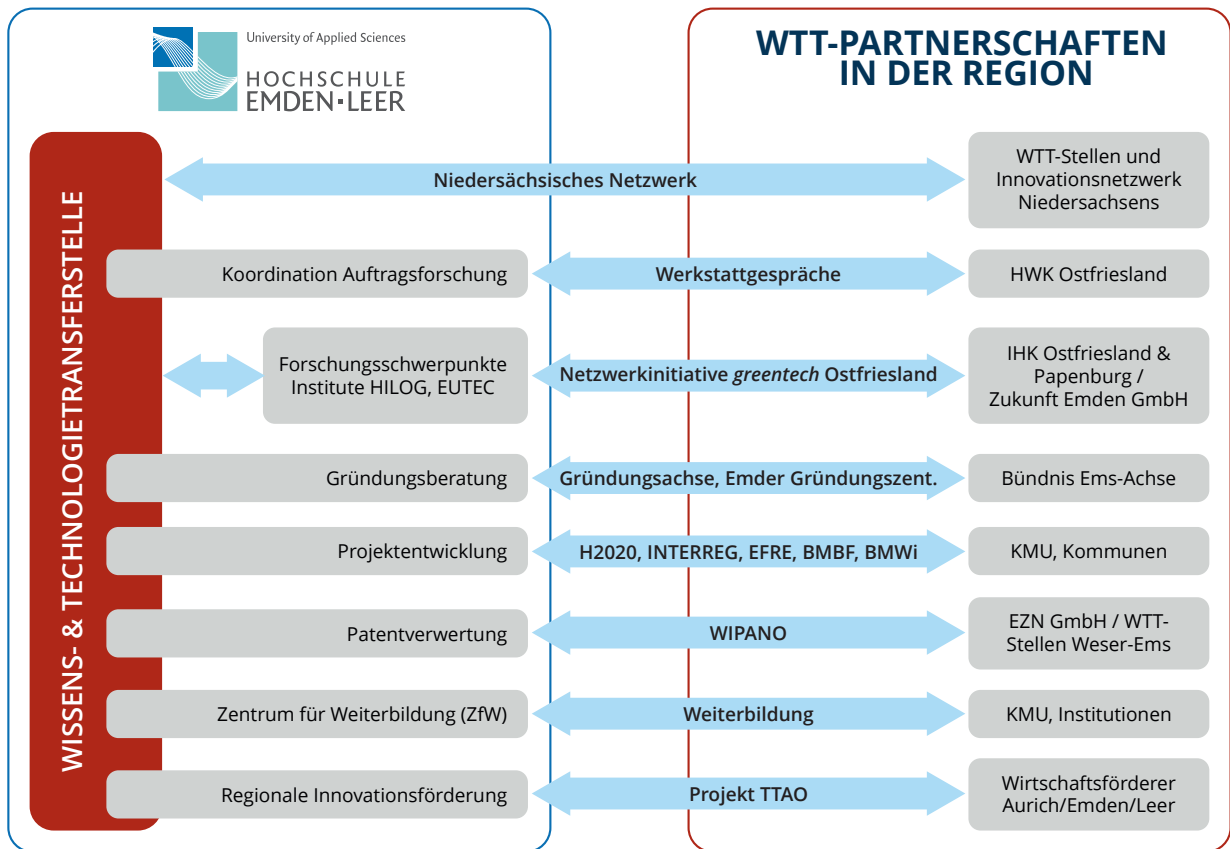 University of Applied Sciences
HOCHSCHULE
EMDEN•LEER
WTT-PARTNERSCHAFTEN
IN DER REGION
WISSENS- & TECHNOLOGIETRANSFERSTELLE
Niedersächsisches Netzwerk
WTT-Stellen und
Innovationsnetzwerk
Niedersachsens
Koordination Auftragsforschung
Werkstattgespräche
HWK Ostfriesland
Forschungsschwerpunkte
Institute HILOG, EUTEC
Netzwerkinitiative greentech Ostfriesland
IHK Ostfriesland &
Papenburg /
Zukunft Emden GmbH
Gründungsberatung
Gründungsachse, Emder Gründungszent.
Bündnis Ems-Achse
Projektentwicklung
H2020, INTERREG, EFRE, BMBF, BMWi
KMU, Kommunen
Patentverwertung
WIPANO
EZN GmbH / WTT-
Stellen Weser-Ems
Zentrum für Weiterbildung (ZfW)
Weiterbildung
KMU, Institutionen
Regionale Innovationsförderung
Projekt TTAO
Wirtschaftsförderer
Aurich/Emden/Leer